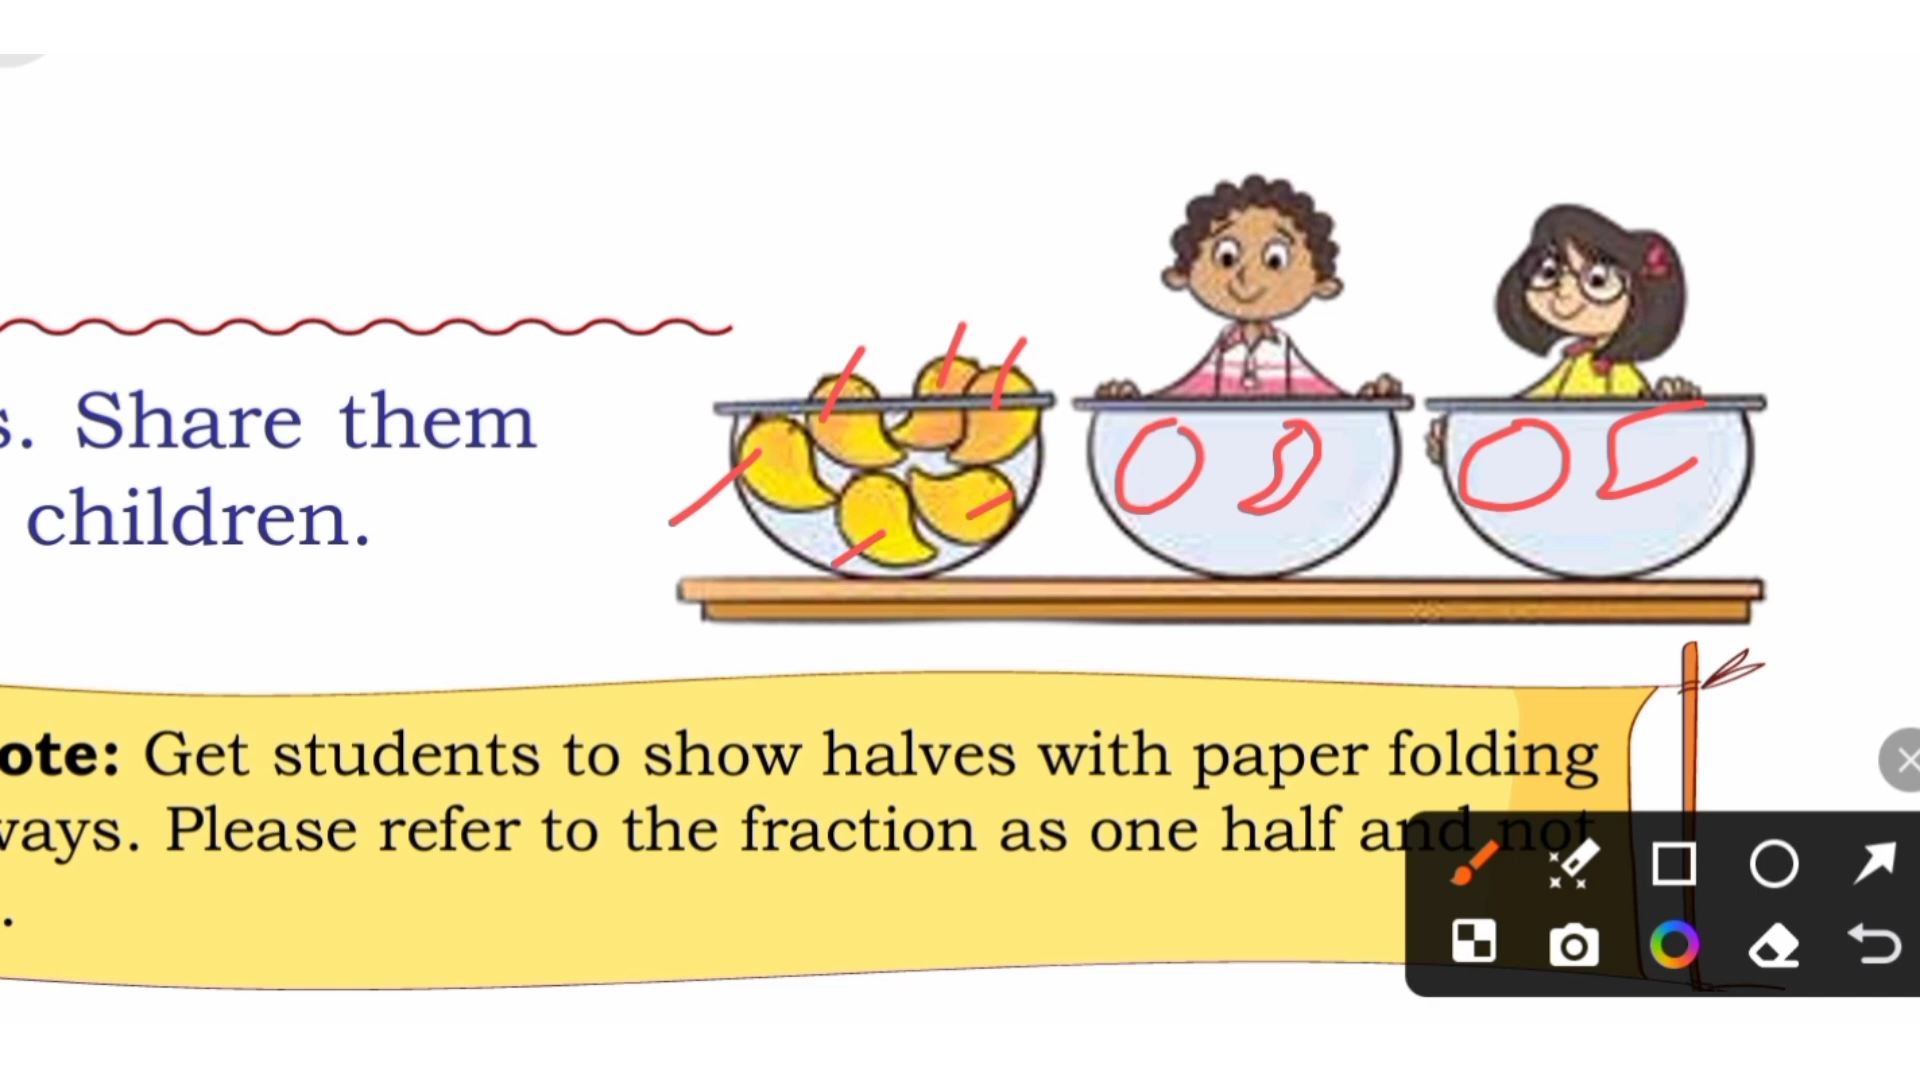 s. Share them
children.
ote: Get students to show halves with paper folding
ways. Please refer to the fraction as one half and not
.